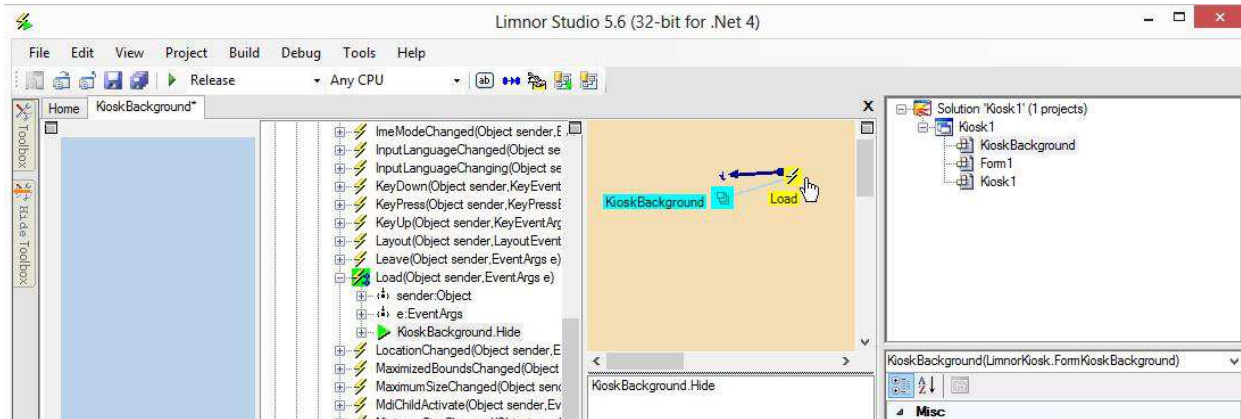 Limnor Studio 5.6 (32-bit for .Net 4)
File Edit View Project Build Debug Tools Help
Release Any CPU ab
Home KioskBackground* X
Toolbox
Hide Toolbox
ImeModeChanged(Object sender,E
InputLanguageChanged(Object se
InputLanguageChanging(Object se
KeyDown(Object sender,KeyEvent
KeyPress(Object sender,KeyPressE
KeyUp(Object sender,KeyEventArg
Layout(Object sender,LayoutEvent
Leave(Object sender,EventArgs e)
Load(Object sender,EventArgs e)
sender:Object
e:EventArgs
KioskBackground.Hide
LocationChanged(Object sender,E
MaximizedBoundsChanged(Object
MaximumSizeChanged(Object send
MdiChildActivate(Object sender,Ev
KioskBackground
Load
KioskBackground.Hide
Solution 'Kiosk1' (1 projects)
Kiosk1
KioskBackground
Form1
Kiosk1
KioskBackground(LimnorKiosk.FormKioskBackground)
Misc